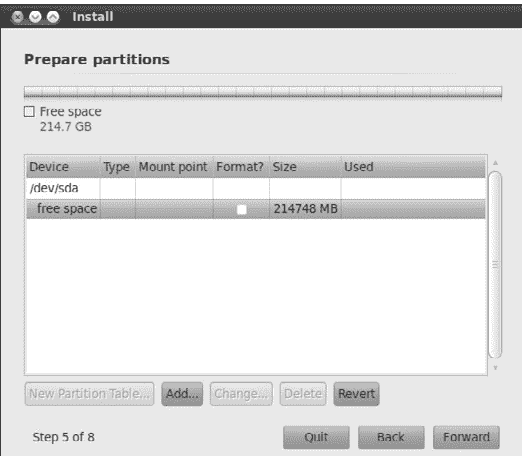 Install
Prepare partitions
Free space
214.7 GB
Device Type Mount point Format? Size Used
/dev/sda
free space 214748 MB
New Partition Table... Add... Change... Delete Revert
Step 5 of 8 Quit Back Forward